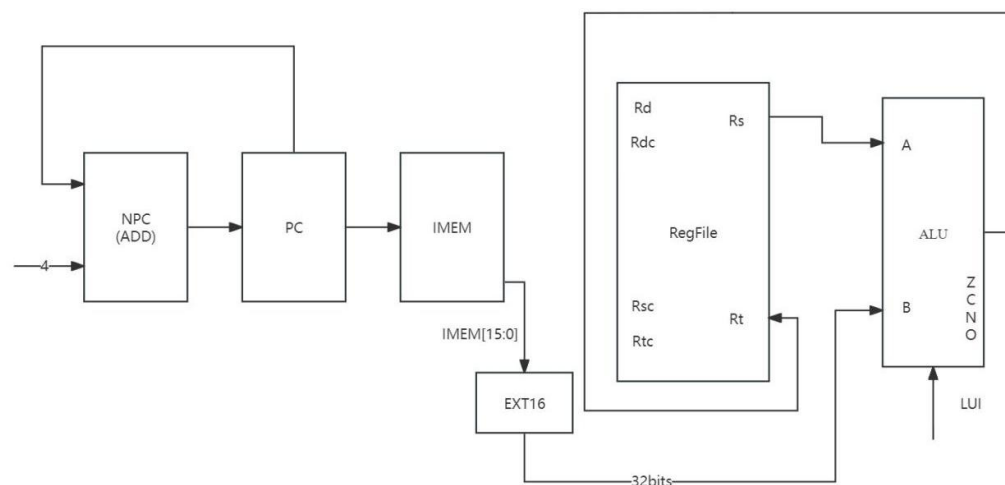 NPC
(ADD)
4
PC
IMEM
IMEM[15:0]
EXT16
32bits
Rd
Rdc
Rs
RegFile
Rsc
Rtc
Rt
A
ALU
B
Z
C
N
O
LUI